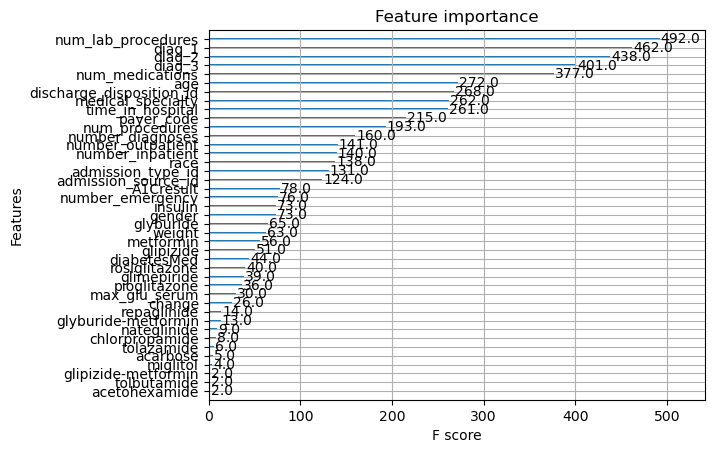 Feature importance
num_lab_procedures 492.0
diag_1 462.0
diag_2 438.0
diag_3 401.0
num_medications 377.0
age 272.0
discharge_disposition_id 268.0
medical_specialty 262.0
time_in_hospital 261.0
payer_code 215.0
num_procedures 193.0
number_diagnoses 160.0
number_outpatient 141.0
number_inpatient 140.0
race 138.0
admission_type_id 131.0
admission_source_id 124.0
A1Cresult 78.0
number_emergency 76.0
insulin 73.0
gender 73.0
glyburide 65.0
weight 63.0
metformin 56.0
glipizide 51.0
diabetesMed 44.0
rosiglitazone 40.0
glimepiride 39.0
pioglitazone 36.0
max_glu_serum 30.0
change 26.0
repaglinide 14.0
glyburide-metformin 13.0
nateglinide 9.0
chlorpropamide 8.0
tolazamide 6.0
acarbose 5.0
miglitol 4.0
glipizide-metformin 2.0
tolbutamide 2.0
acetohexamide 2.0
Features
0 100 200 300 400 500
F score